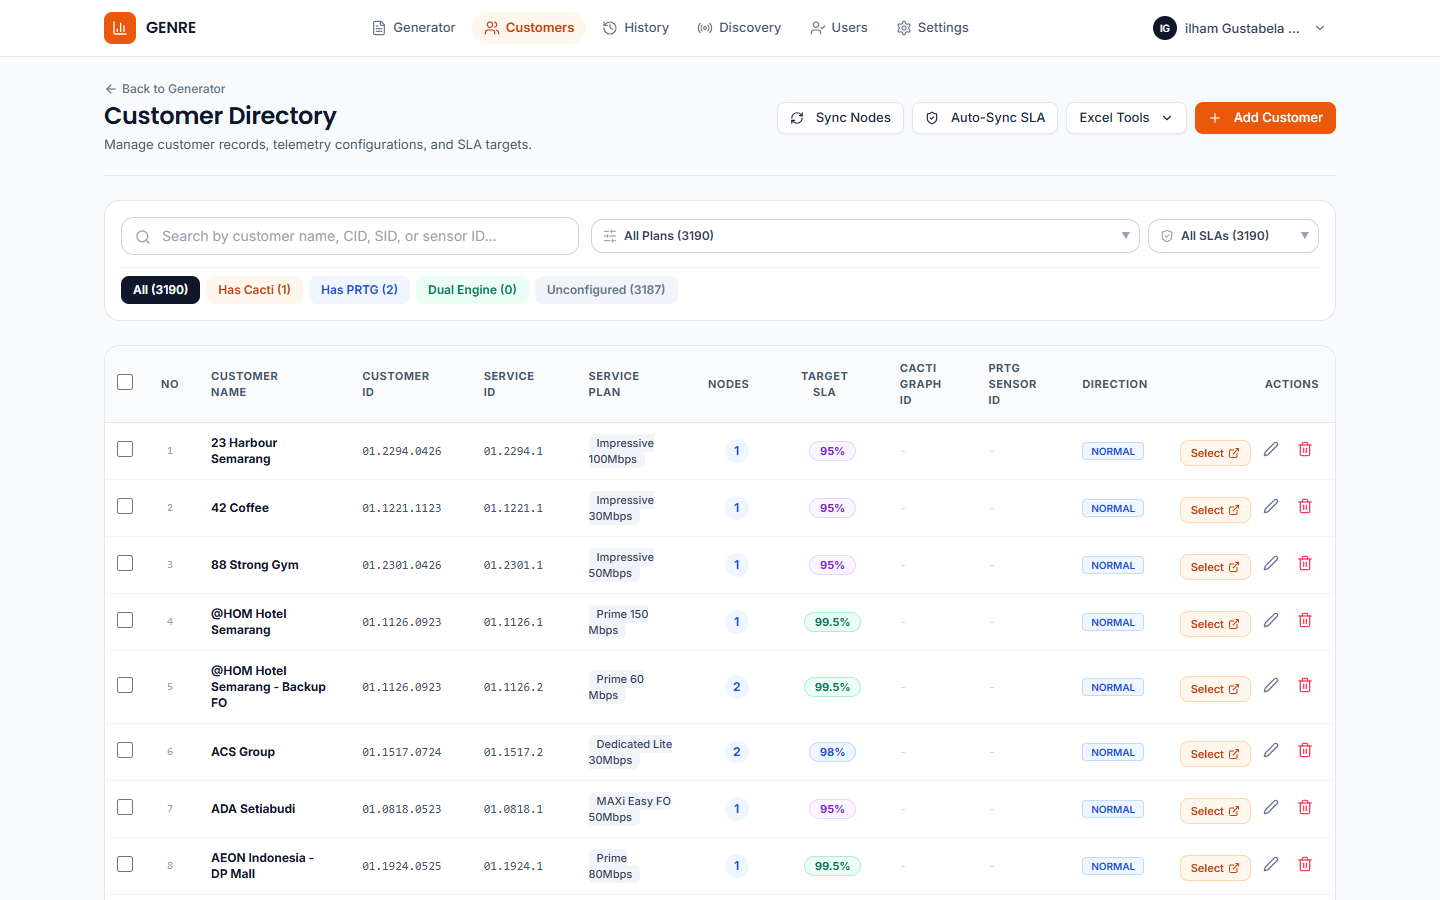 GENRE
Generator
Customers
History
Discovery
Users
Settings
IG
ilham Gustabela ...
Back to Generator
Customer Directory
Manage customer records, telemetry configurations, and SLA targets.
Sync Nodes
Auto-Sync SLA
Excel Tools
Add Customer
Search by customer name, CID, SID, or sensor ID...
All Plans (3190)
All SLAs (3190)
All (3190)
Has Cacti (1)
Has PRTG (2)
Dual Engine (0)
Unconfigured (3187)
NO
CUSTOMER
NAME
CUSTOMER
ID
SERVICE
ID
SERVICE
PLAN
NODES
TARGET
SLA
CACTI
GRAPH
ID
PRTG
SENSOR
ID
DIRECTION
ACTIONS
1
23 Harbour
Semarang
01.2294.0426
01.2294.1
Impressive
100Mbps
1
95%
-
-
NORMAL
Select
2
42 Coffee
01.1221.1123
01.1221.1
Impressive
30Mbps
1
95%
-
-
NORMAL
Select
3
88 Strong Gym
01.2301.0426
01.2301.1
Impressive
50Mbps
1
95%
-
-
NORMAL
Select
4
@HOM Hotel
Semarang
01.1126.0923
01.1126.1
Prime 150
Mbps
1
99.5%
-
-
NORMAL
Select
5
@HOM Hotel
Semarang - Backup
FO
01.1126.0923
01.1126.2
Prime 60
Mbps
2
99.5%
-
-
NORMAL
Select
6
ACS Group
01.1517.0724
01.1517.2
Dedicated Lite
30Mbps
2
98%
-
-
NORMAL
Select
7
ADA Setiabudi
01.0818.0523
01.0818.1
MAXi Easy FO
50Mbps
1
95%
-
-
NORMAL
Select
8
AEON Indonesia -
DP Mall
01.1924.0525
01.1924.1
Prime
80Mbps
1
99.5%
-
-
NORMAL
Select